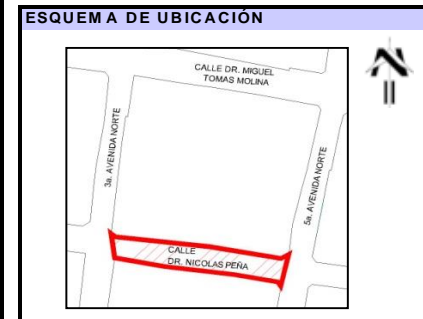 ESQUEMA DE UBICACIÓN
CALLE DR. MIGUEL
TOMAS MOLINA
3a. AVENIDA NORTE
5a. AVENIDA NORTE
CALLE
DR. NICOLAS PEÑA